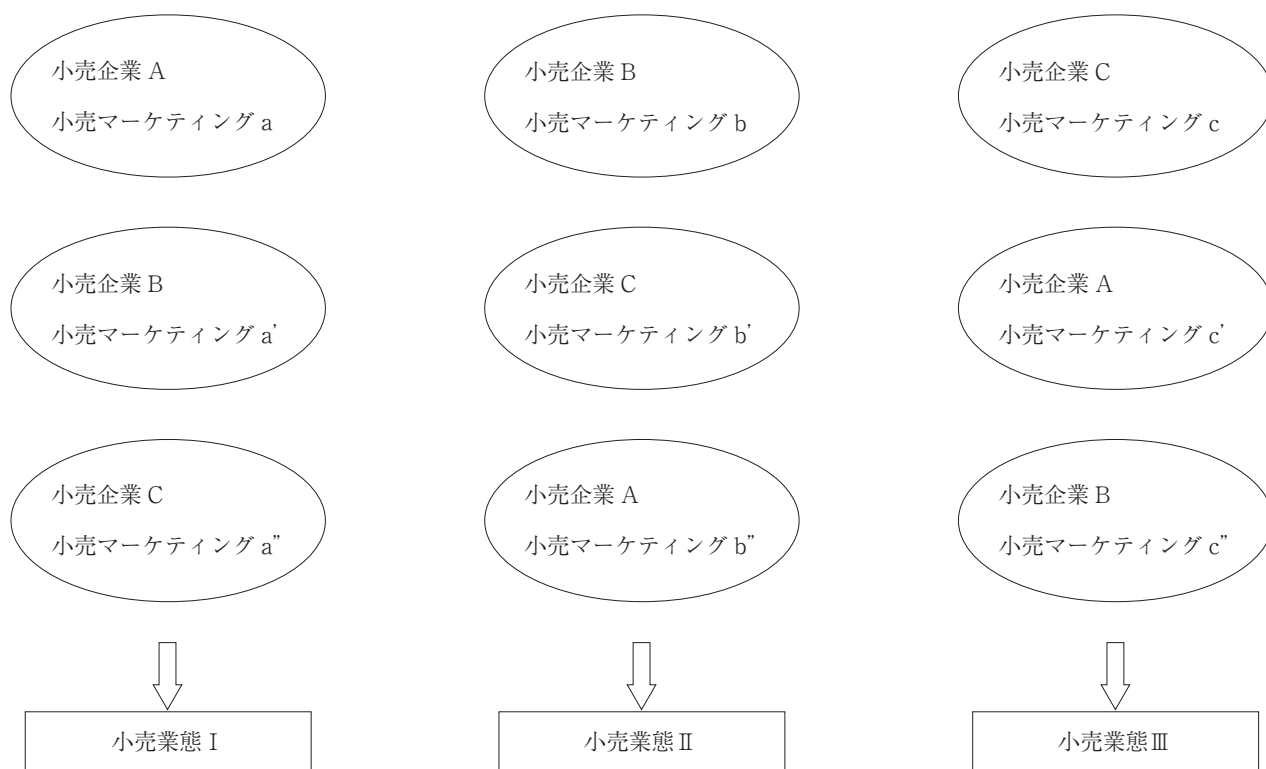 小売企業 A
小売マーケティング a
小売企業 B
小売マーケティング b
小売企業 C
小売マーケティング c
小売企業 B
小売マーケティング a’
小売企業 C
小売マーケティング b’
小売企業 A
小売マーケティング c’
小売企業 C
小売マーケティング a”
小売企業 A
小売マーケティング b”
小売企業 B
小売マーケティング c”
小売業態 Ⅰ
小売業態 Ⅱ
小売業態 Ⅲ